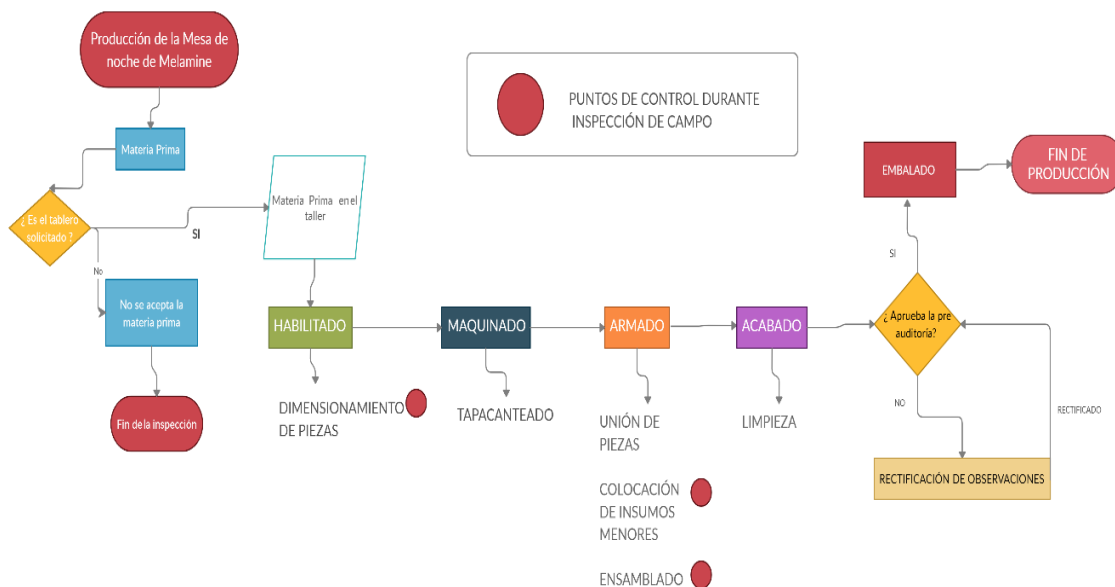 Producción de la Mesa de
noche de Melamine
Materia Prima
¿ Es el tablero
solicitado ?
SI
No
No se acepta la
materia prima
Fin de la inspección
Materia Prima en el
taller
PUNTOS DE CONTROL DURANTE
INSPECCIÓN DE CAMPO
HABILITADO
DIMENSIONAMIENTO
DE PIEZAS
MAQUINADO
TAPACANTEADO
ARMADO
UNIÓN DE
PIEZAS
COLOCACIÓN
DE INSUMOS
MENORES
ENSAMBLADO
ACABADO
LIMPIEZA
¿ Aprueba la pre
auditoría?
SI
EMBALADO
FIN DE
PRODUCCIÓN
NO
RECTIFICACIÓN DE OBSERVACIONES
RECTIFICADO